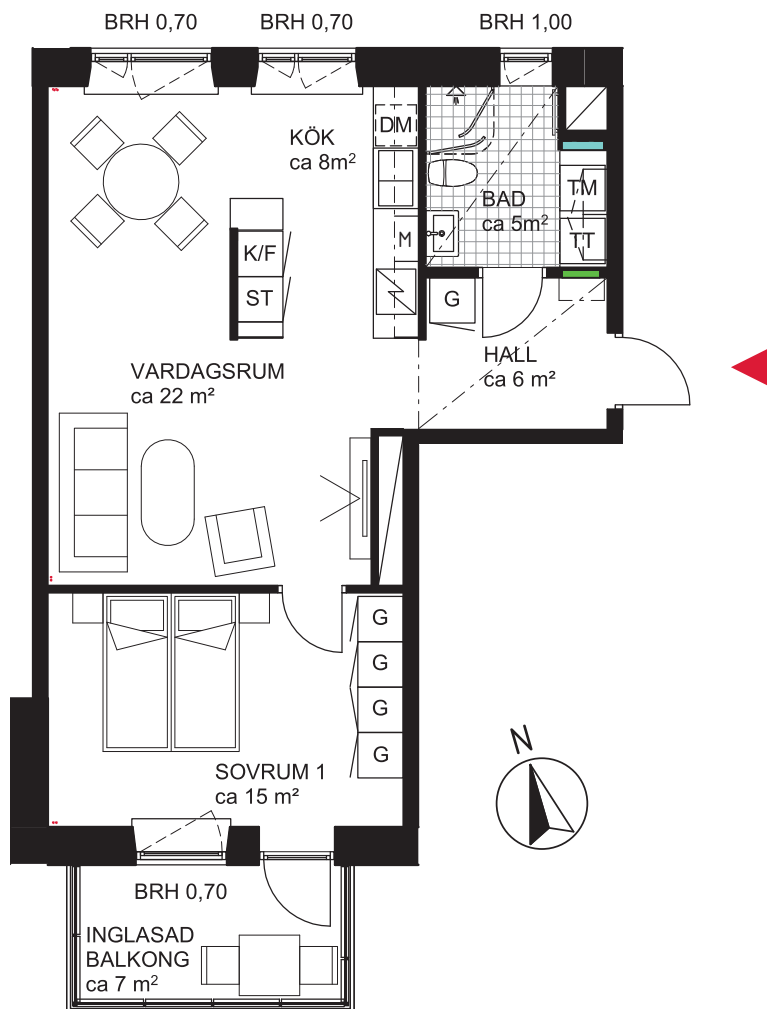 BRH 0,70
BRH 0,70
BRH 1,00
DM
KÖK
ca 8m²
BAD
ca 5m²
TM
TT
M
K/F
ST
G
HALL
ca 6 m²
VARDAGSRUM
ca 22 m²
G
G
G
G
SOVRUM 1
ca 15 m²
N
BRH 0,70
INGLASAD
BALKONG
ca 7 m²